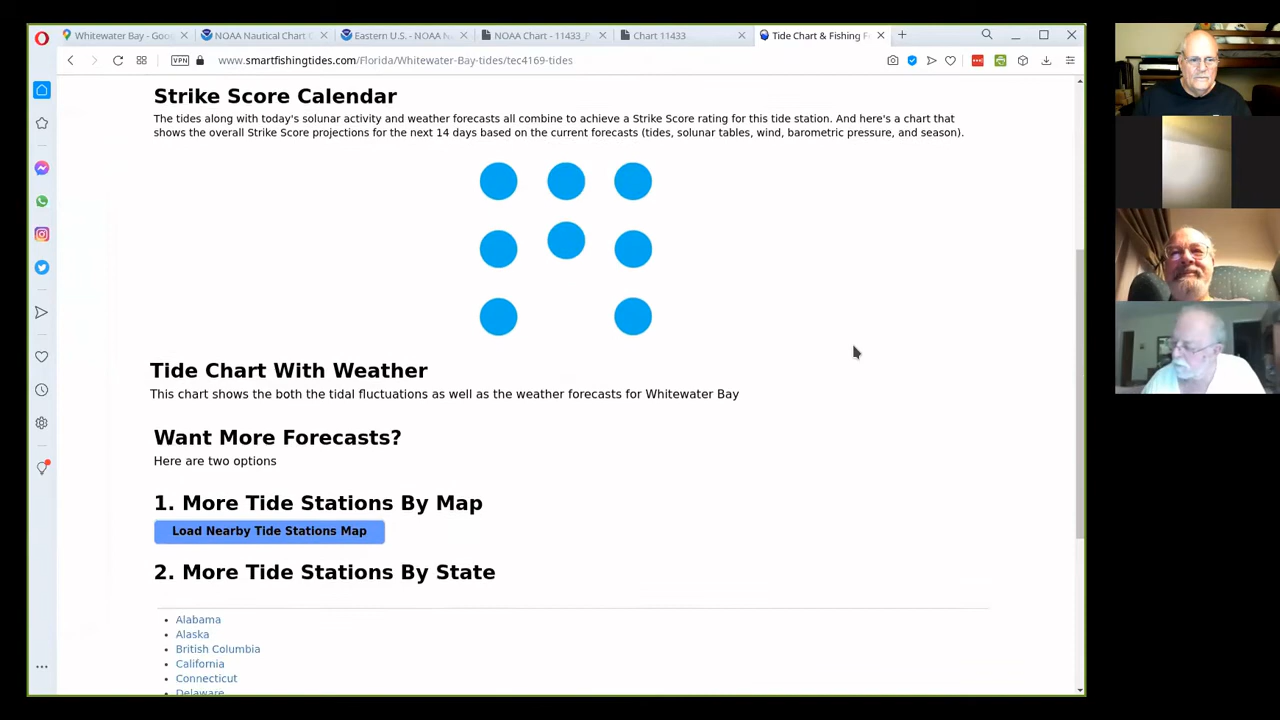 Whitewater Bay - Goo
NOAA Nautical Chart C
Eastern U.S. - NOAA N
NOAA Chart - 11433_P
Chart 11433
Tide Chart & Fishing F
VPN
www.smartfishingtides.com/Florida/Whitewater-Bay-tides/tec4169-tides
Strike Score Calendar
The tides along with today's solunar activity and weather forecasts all combine to achieve a Strike Score rating for this tide station. And here's a chart that
shows the overall Strike Score projections for the next 14 days based on the current forecasts (tides, solunar tables, wind, barometric pressure, and season).
Tide Chart With Weather
This chart shows the both the tidal fluctuations as well as the weather forecasts for Whitewater Bay
Want More Forecasts?
Here are two options
1. More Tide Stations By Map
Load Nearby Tide Stations Map
2. More Tide Stations By State
Alabama
Alaska
British Columbia
California
Connecticut
Delaware